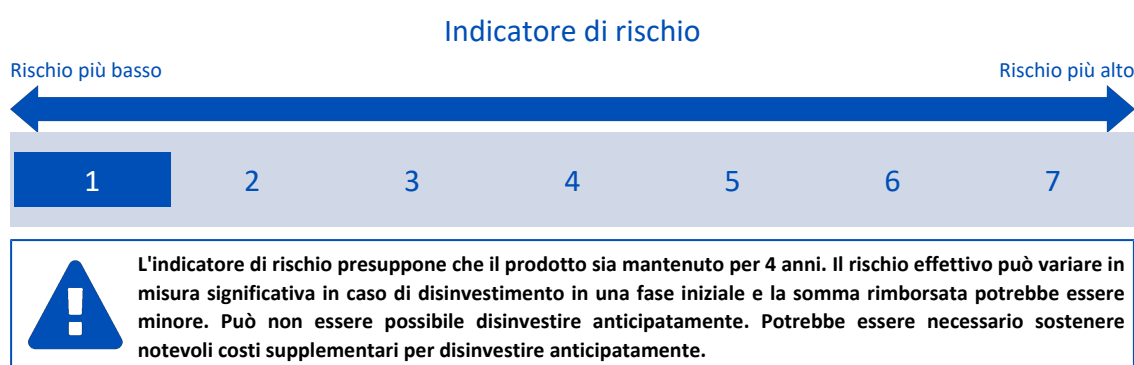 Indicatore di rischio
Rischio più basso
Rischio più alto
1 2 3 4 5 6 7
L'indicatore di rischio presuppone che il prodotto sia mantenuto per 4 anni. Il rischio effettivo può variare in
misura significativa in caso di disinvestimento in una fase iniziale e la somma rimborsata potrebbe essere
minore. Può non essere possibile disinvestire anticipatamente. Potrebbe essere necessario sostenere
notevoli costi supplementari per disinvestire anticipatamente.